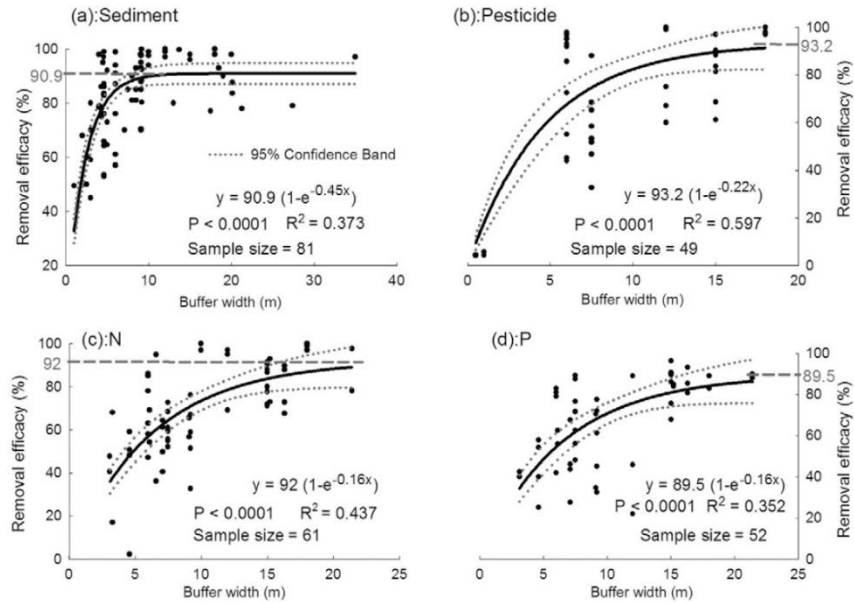 (a):Sediment
100
90.9
80
60
40
20
Removal efficacy (%)
95% Confidence Band
y = 90.9 (1-e^-0.45x)
P < 0.0001 R² = 0.373
Sample size = 81
0 10 20 30 40
Buffer width (m)
(b):Pesticide
100
93.2
80
60
40
20
0
Removal efficacy (%)
y = 93.2 (1-e^-0.22x)
P < 0.0001 R² = 0.597
Sample size = 49
0 5 10 15 20
Buffer width (m)
(c):N
100
92
80
60
40
20
0
Removal efficacy (%)
y = 92 (1-e^-0.16x)
P < 0.0001 R² = 0.437
Sample size = 61
0 5 10 15 20 25
Buffer width (m)
(d):P
100
89.5
80
60
40
20
0
Removal efficacy (%)
y = 89.5 (1-e^-0.16x)
P < 0.0001 R² = 0.352
Sample size = 52
0 5 10 15 20 25
Buffer width (m)